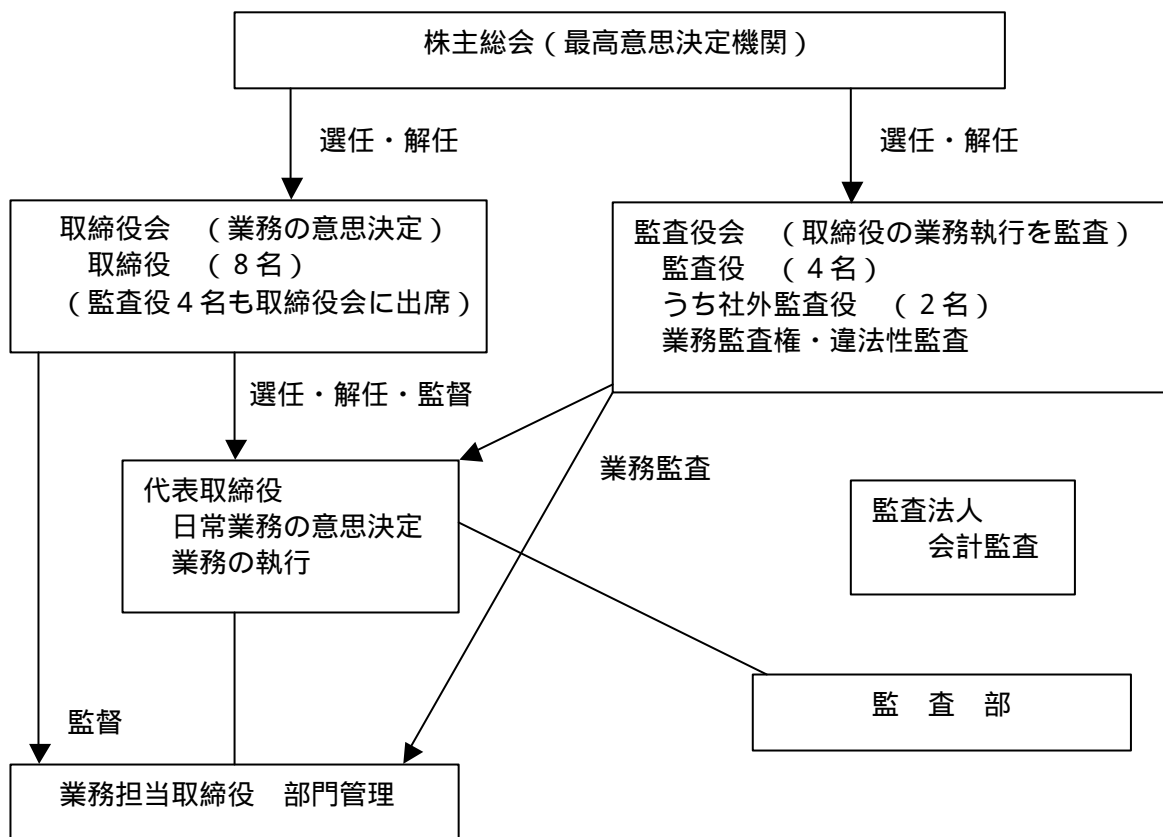 株主総会（最高意思決定機関）
選任・解任
選任・解任
取締役会　（業務の意思決定）
取締役　（８名）
（監査役４名も取締役会に出席）
監査役会　（取締役の業務執行を監査）
監査役　（４名）
うち社外監査役　（２名）
業務監査権・違法性監査
選任・解任・監督
業務監査
代表取締役
日常業務の意思決定
業務の執行
監査法人
会計監査
監　査　部
監督
業務担当取締役　部門管理